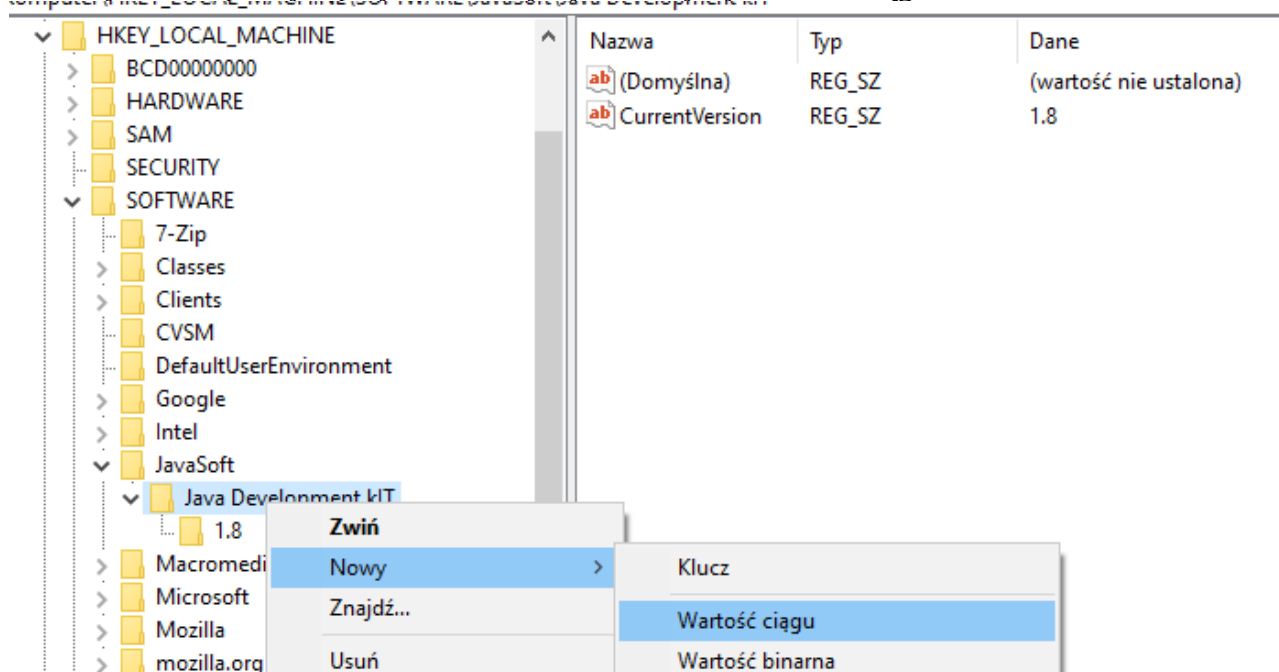 HKEY_LOCAL_MACHINE
BCD00000000
HARDWARE
SAM
SECURITY
SOFTWARE
7-Zip
Classes
Clients
CVSM
DefaultUserEnvironment
Google
Intel
JavaSoft
Java Development kIT
1.8
Macromedi
Microsoft
Mozilla
mozilla.org
Nazwa Typ Dane
(Domyślna) REG_SZ (wartość nie ustalona)
CurrentVersion REG_SZ 1.8
Zwiń
Nowy
Znajdź...
Usuń
Klucz
Wartość ciągu
Wartość binarna